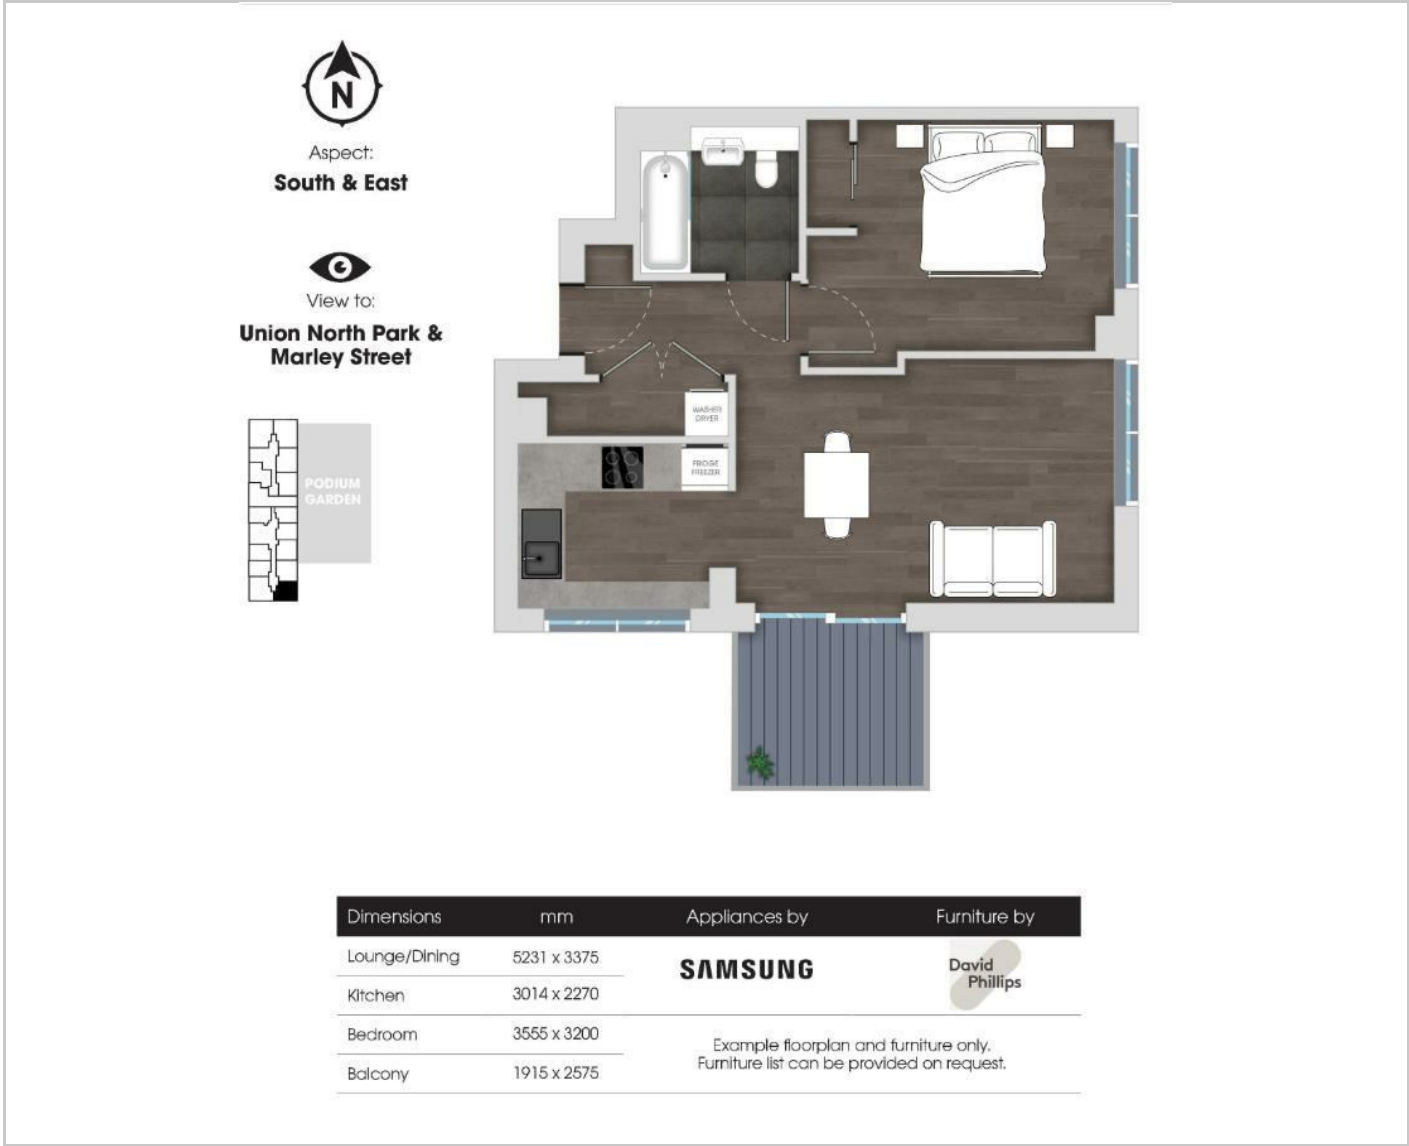 N
Aspect:
South & East
View to:
Union North Park &
Marley Street
PODIUM
GARDEN
WASHER
DRYER
FRIDGE
FREEZER
Dimensions mm Appliances by Furniture by
Lounge/Dining 5231 x 3375
SAMSUNG
David
Phillips
Kitchen 3014 x 2270
Bedroom 3555 x 3200
Example floorplan and furniture only.
Furniture list can be provided on request.
Balcony 1915 x 2575